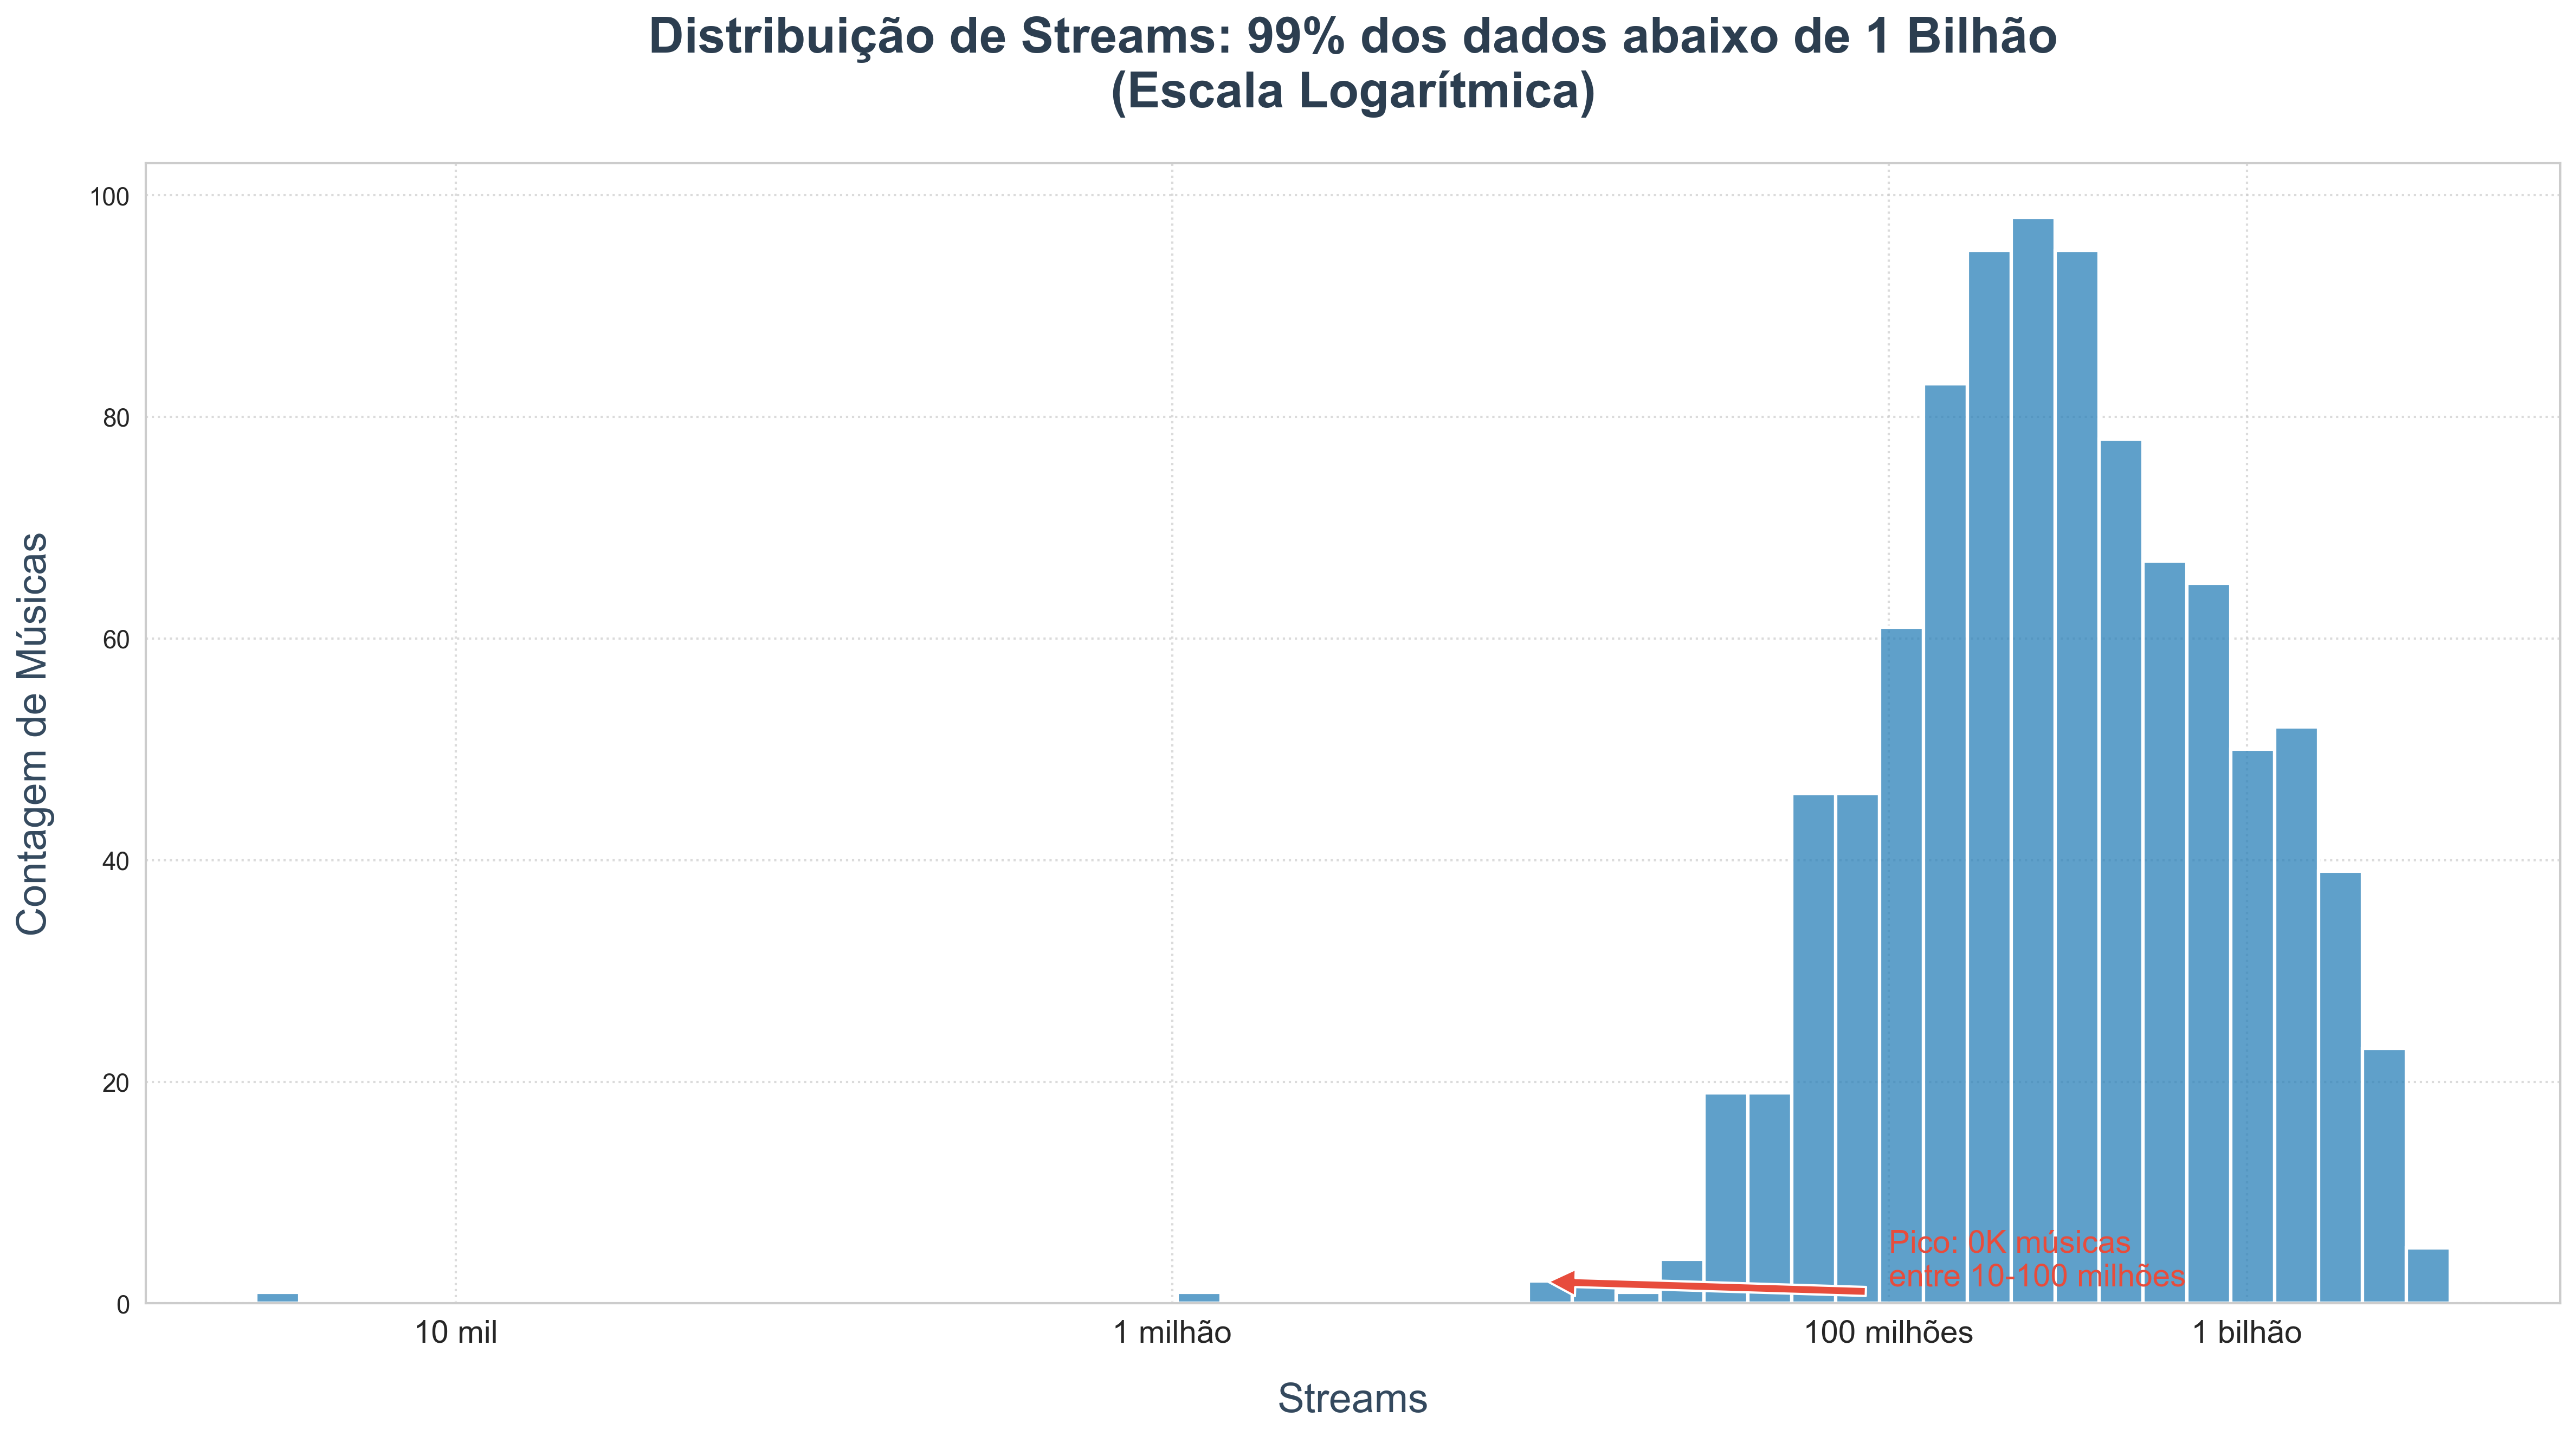 Distribuição de Streams: 99% dos dados abaixo de 1 Bilhão
(Escala Logarítmica)
Contagem de Músicas
100
80
60
40
20
0
Pico: 0K músicas
entre 10-100 milhões
10 mil
1 milhão
100 milhões
1 bilhão
Streams